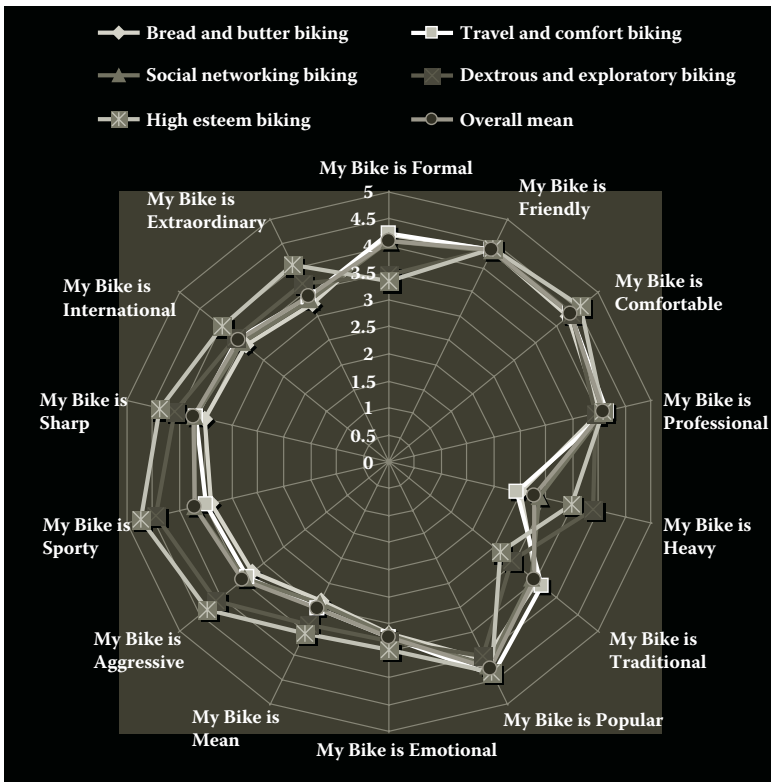 Bread and butter biking
Travel and comfort biking
Social networking biking
Dextrous and exploratory biking
High esteem biking
Overall mean
My Bike is Formal
My Bike is
Friendly
My Bike is
Comfortable
My Bike is
Professional
My Bike is
Heavy
My Bike is
Traditional
My Bike is Popular
My Bike is Emotional
My Bike is
Mean
My Bike is
Aggressive
My Bike is
Sporty
My Bike is
Sharp
My Bike is
International
My Bike is
Extraordinary
5
4.5
4
3.5
3
2.5
2
1.5
1
0.5
0